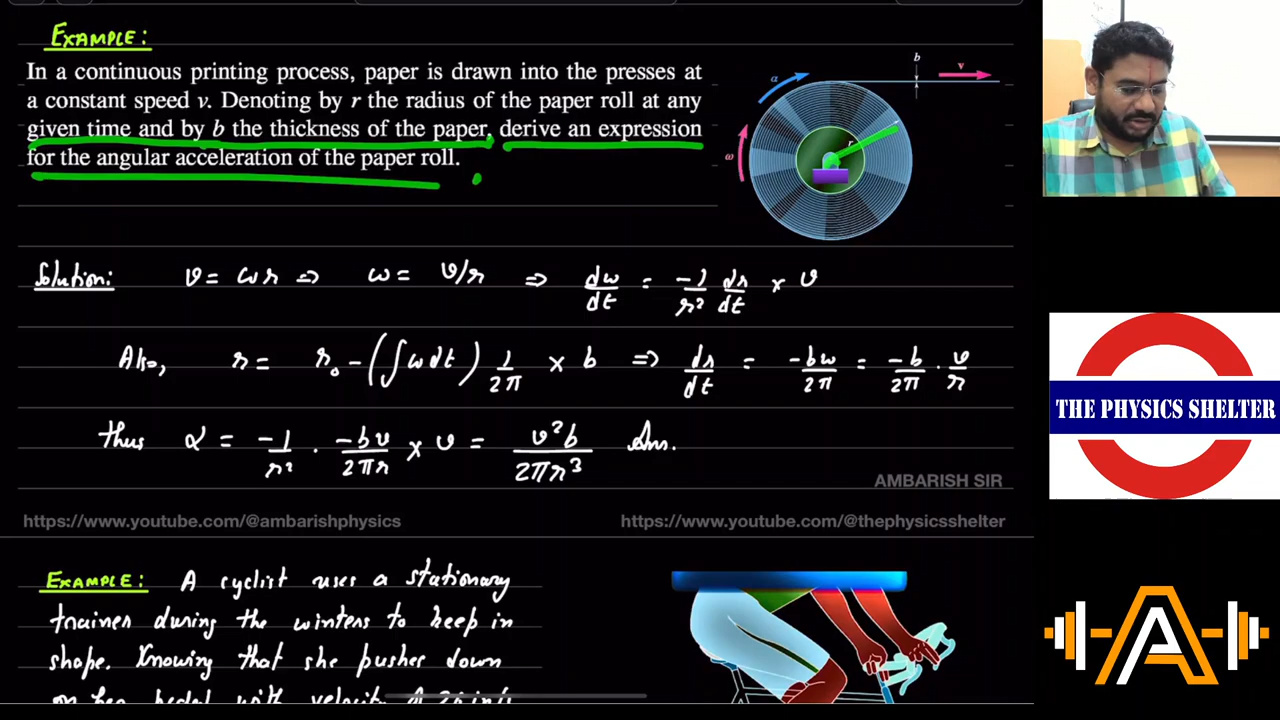 EXAMPLE:
In a continuous printing process, paper is drawn into the presses at
a constant speed v. Denoting by r the radius of the paper roll at any
given time and by b the thickness of the paper, derive an expression
for the angular acceleration of the paper roll.
b
v
α
ω
r
Solution: v = ωr ⇒ ω = v/r ⇒ dω/dt = -1/r² dr/dt × v
Also, r = r₀ - (∫ω dt) 1/2π × b ⇒ dr/dt = -bω/2π = -b/2π · v/r
thus α = -1/r² · -bv/2πr × v = v²b/2πr³ Ans.
AMBARISH SIR
https://www.youtube.com/@ambarishphysics
https://www.youtube.com/@thephysicsshelter
EXAMPLE: A cyclist uses a stationary
trainer during the winters to keep in
shape. Knowing that she pushes down
on her pedal with velocity
THE PHYSICS SHELTER
A